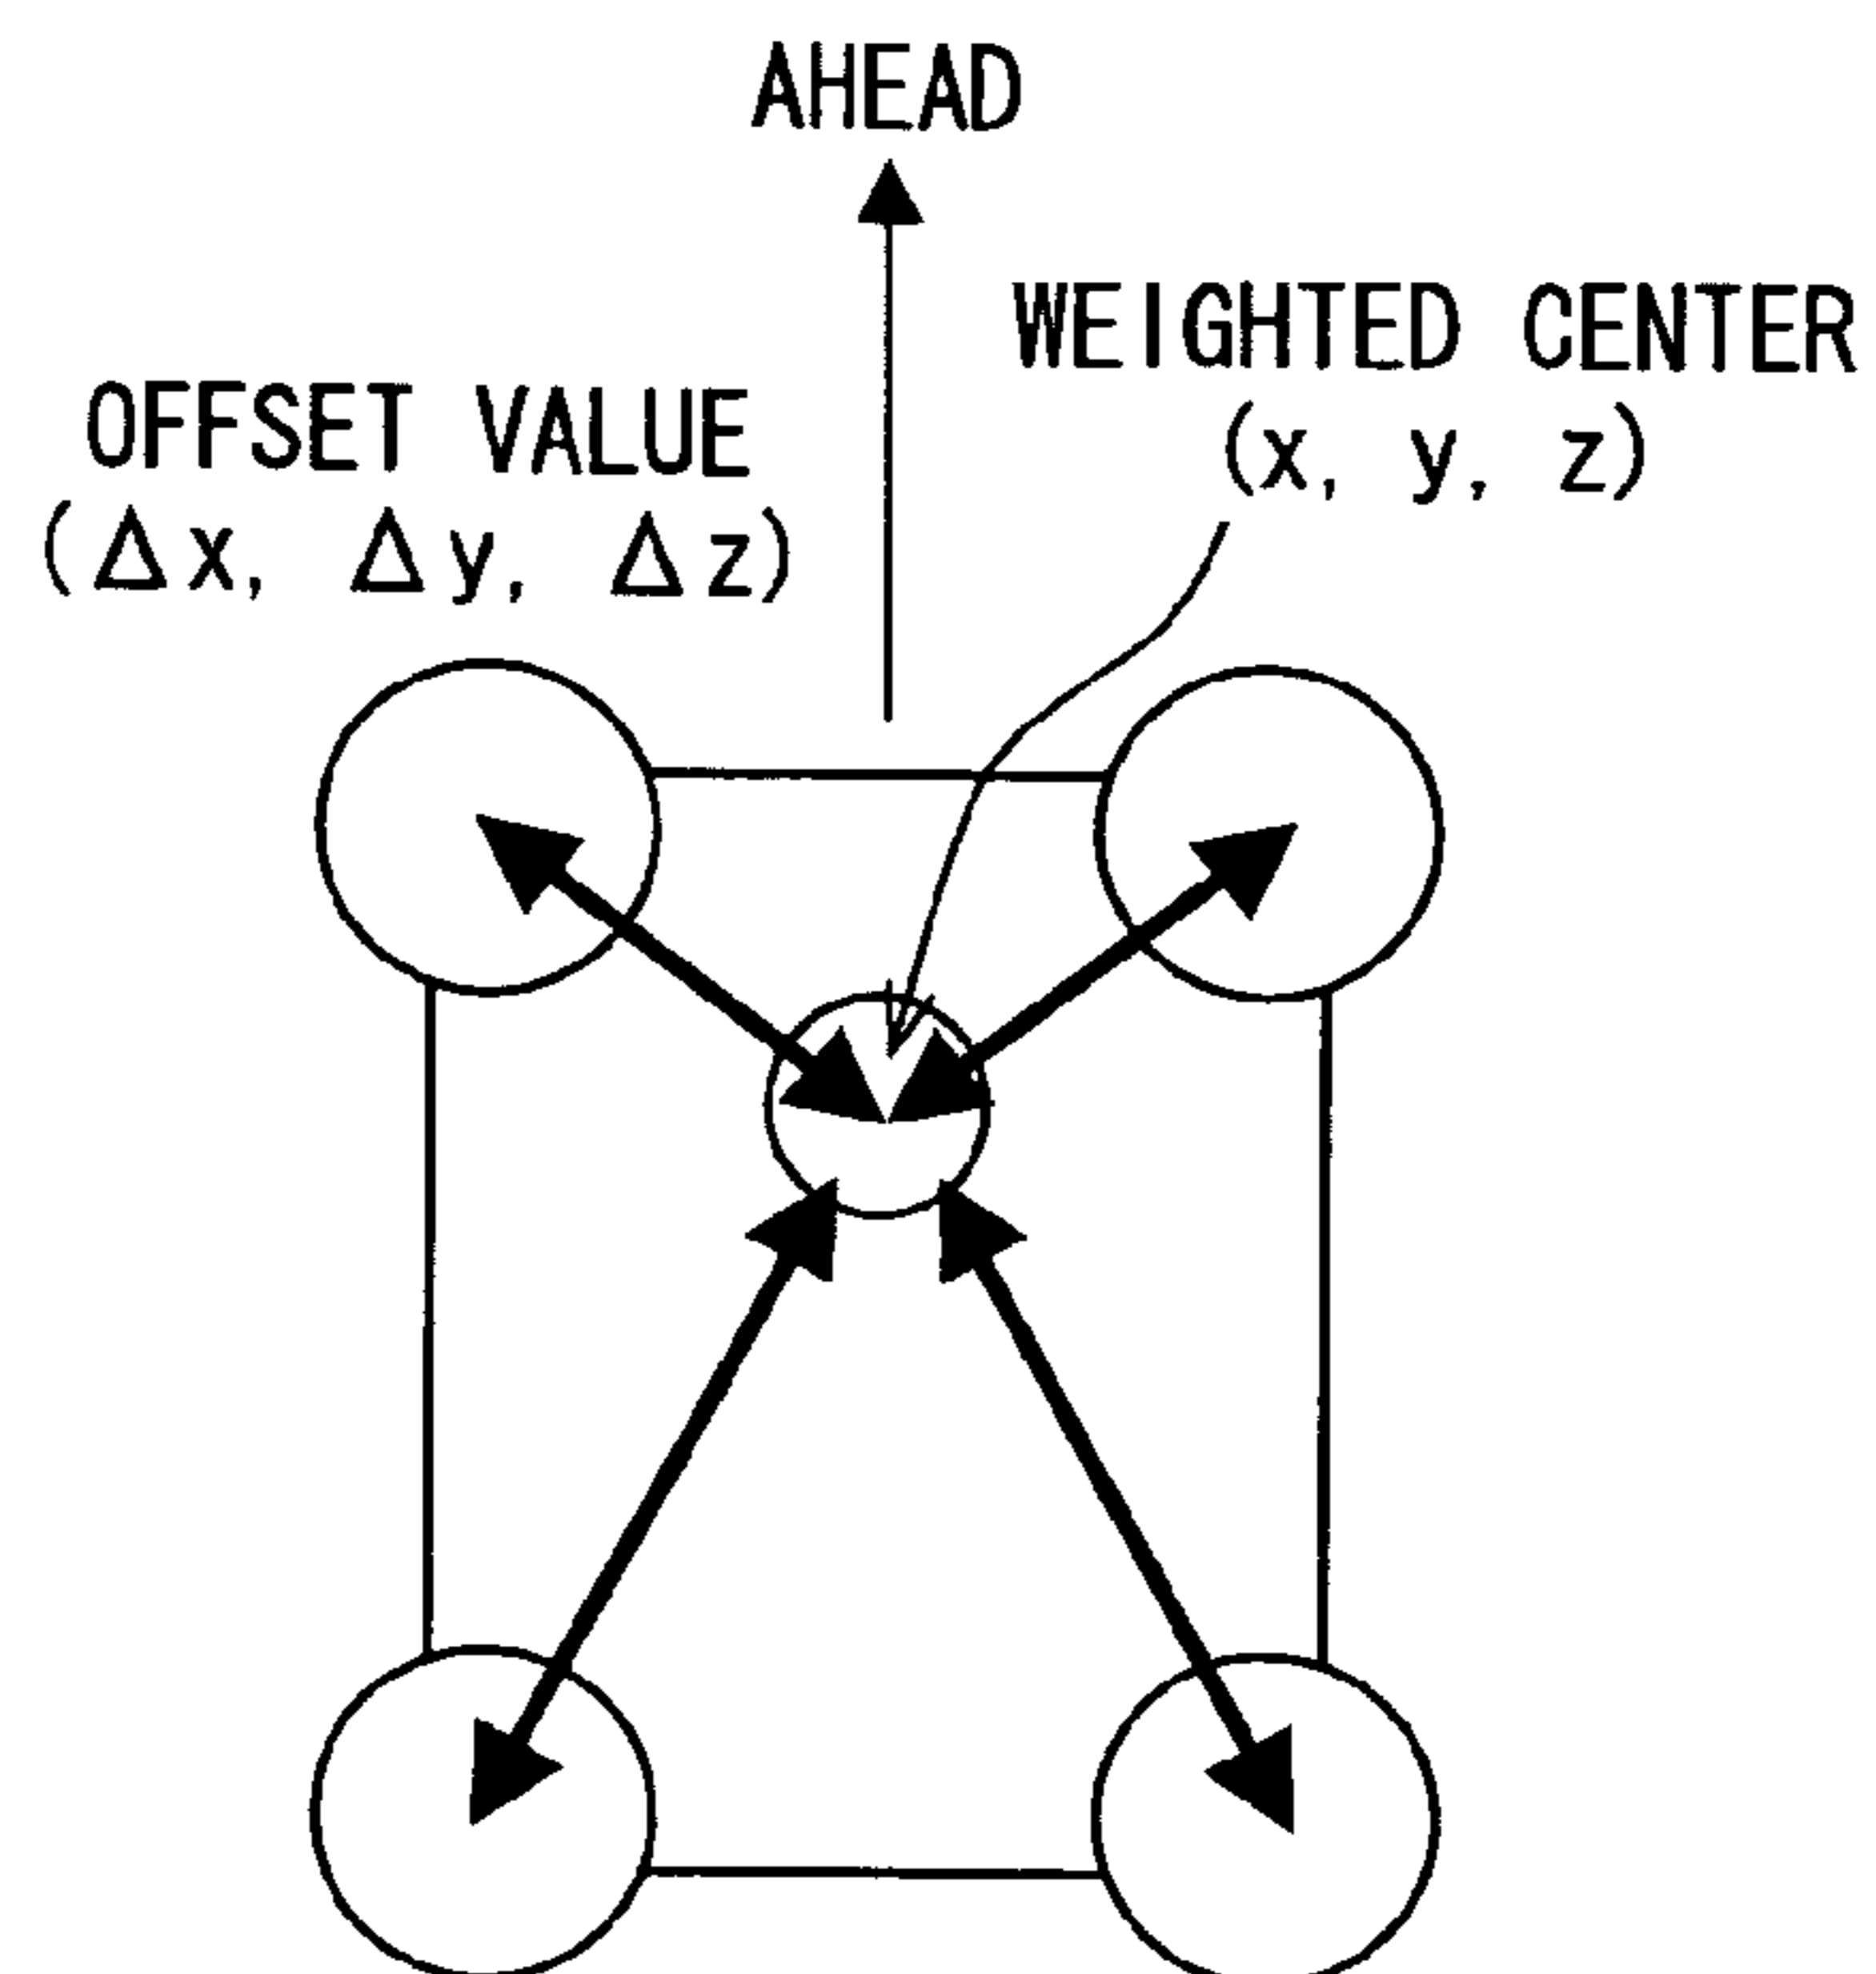 AHEAD
WEIGHTED CENTER
(x, y, z)
OFFSET VALUE
(Δx, Δy, Δz)